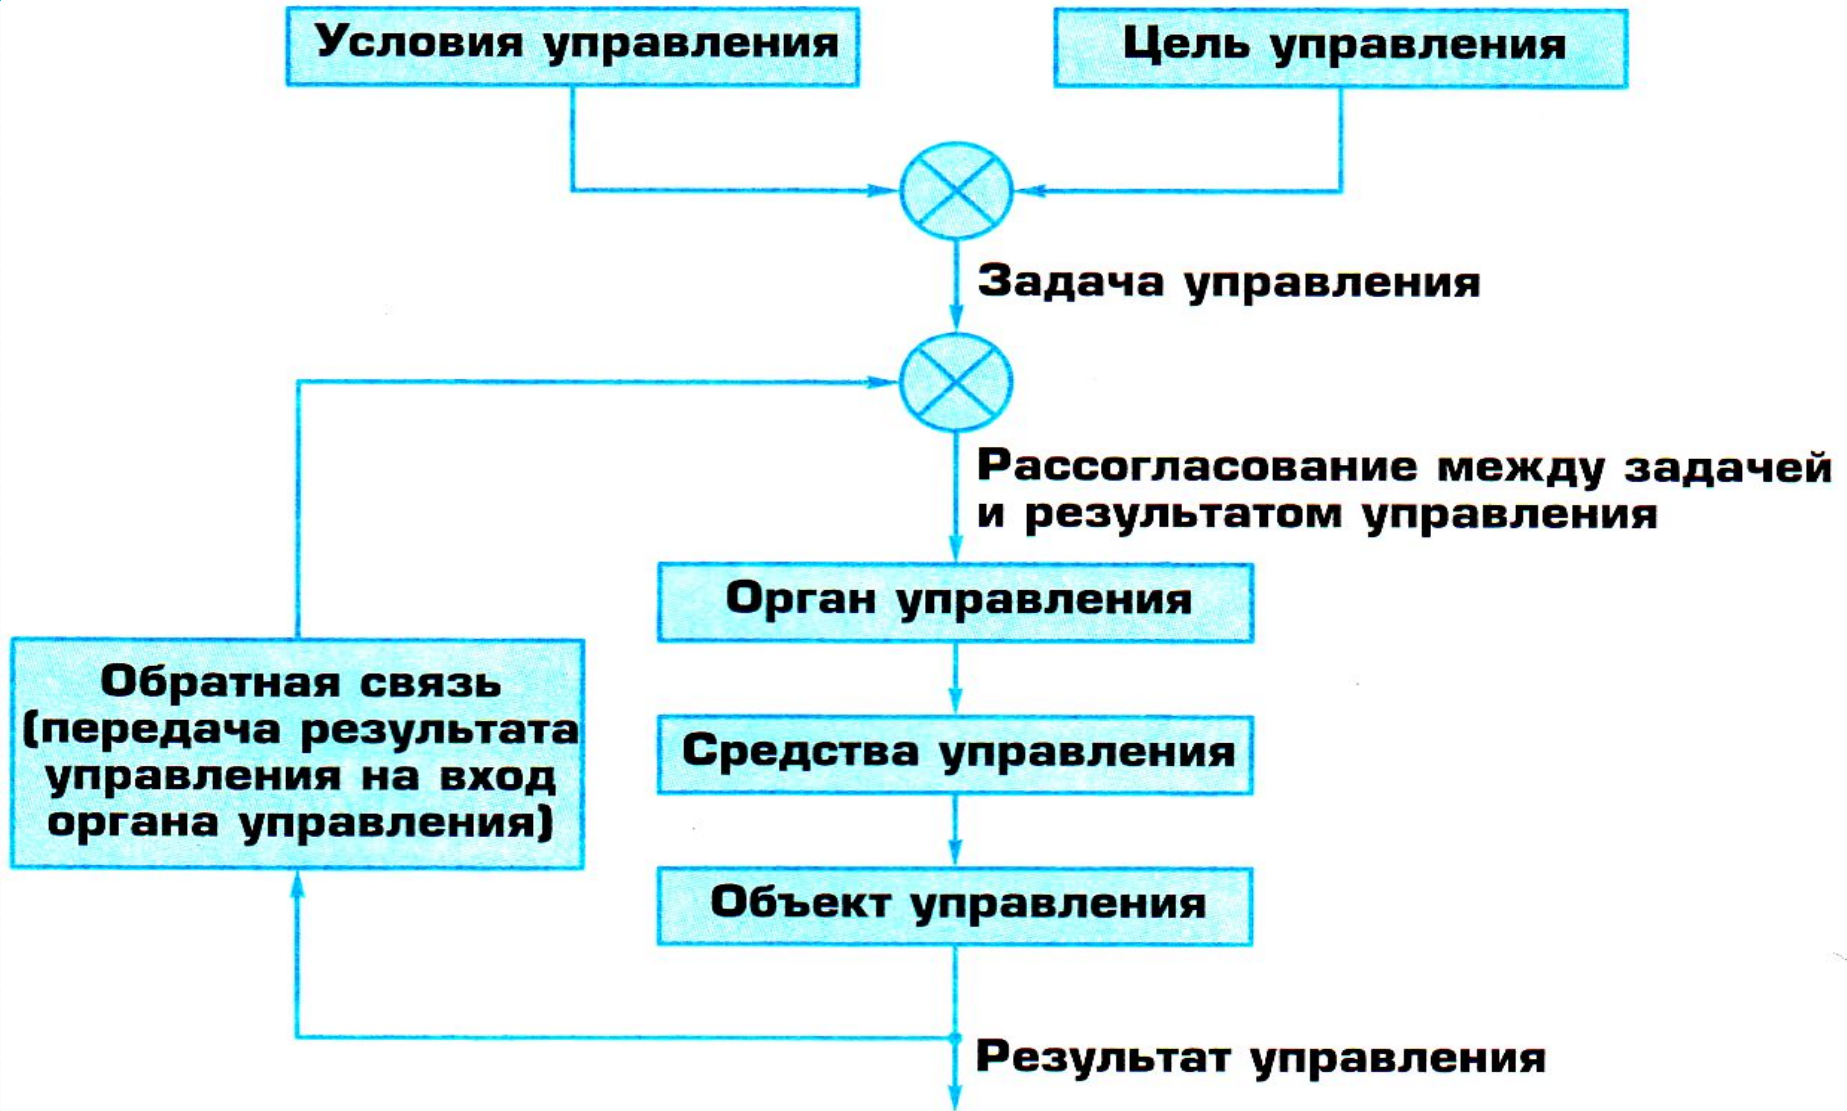 Условия управления
Цель управления
Задача управления
Рассогласование между задачей
и результатом управления
Орган управления
Обратная связь
(передача результата
управления на вход
органа управления)
Средства управления
Объект управления
Результат управления